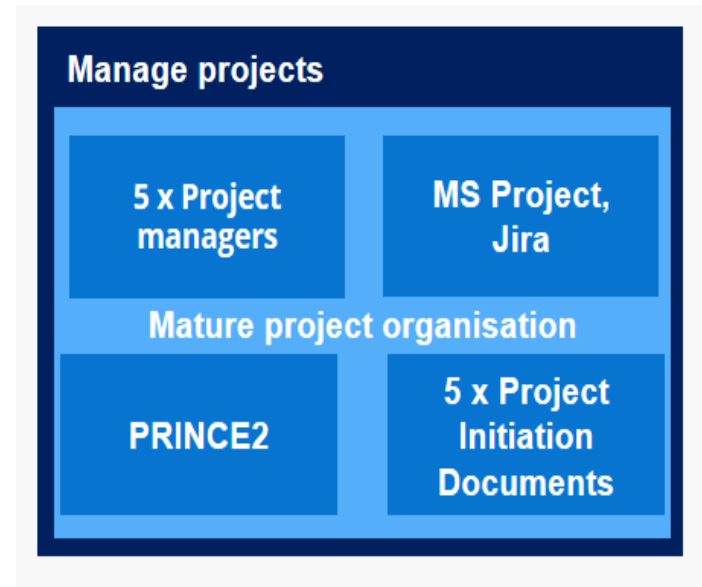 Manage projects
5 x Project
managers
MS Project,
Jira
Mature project organisation
PRINCE2
5 x Project
Initiation
Documents